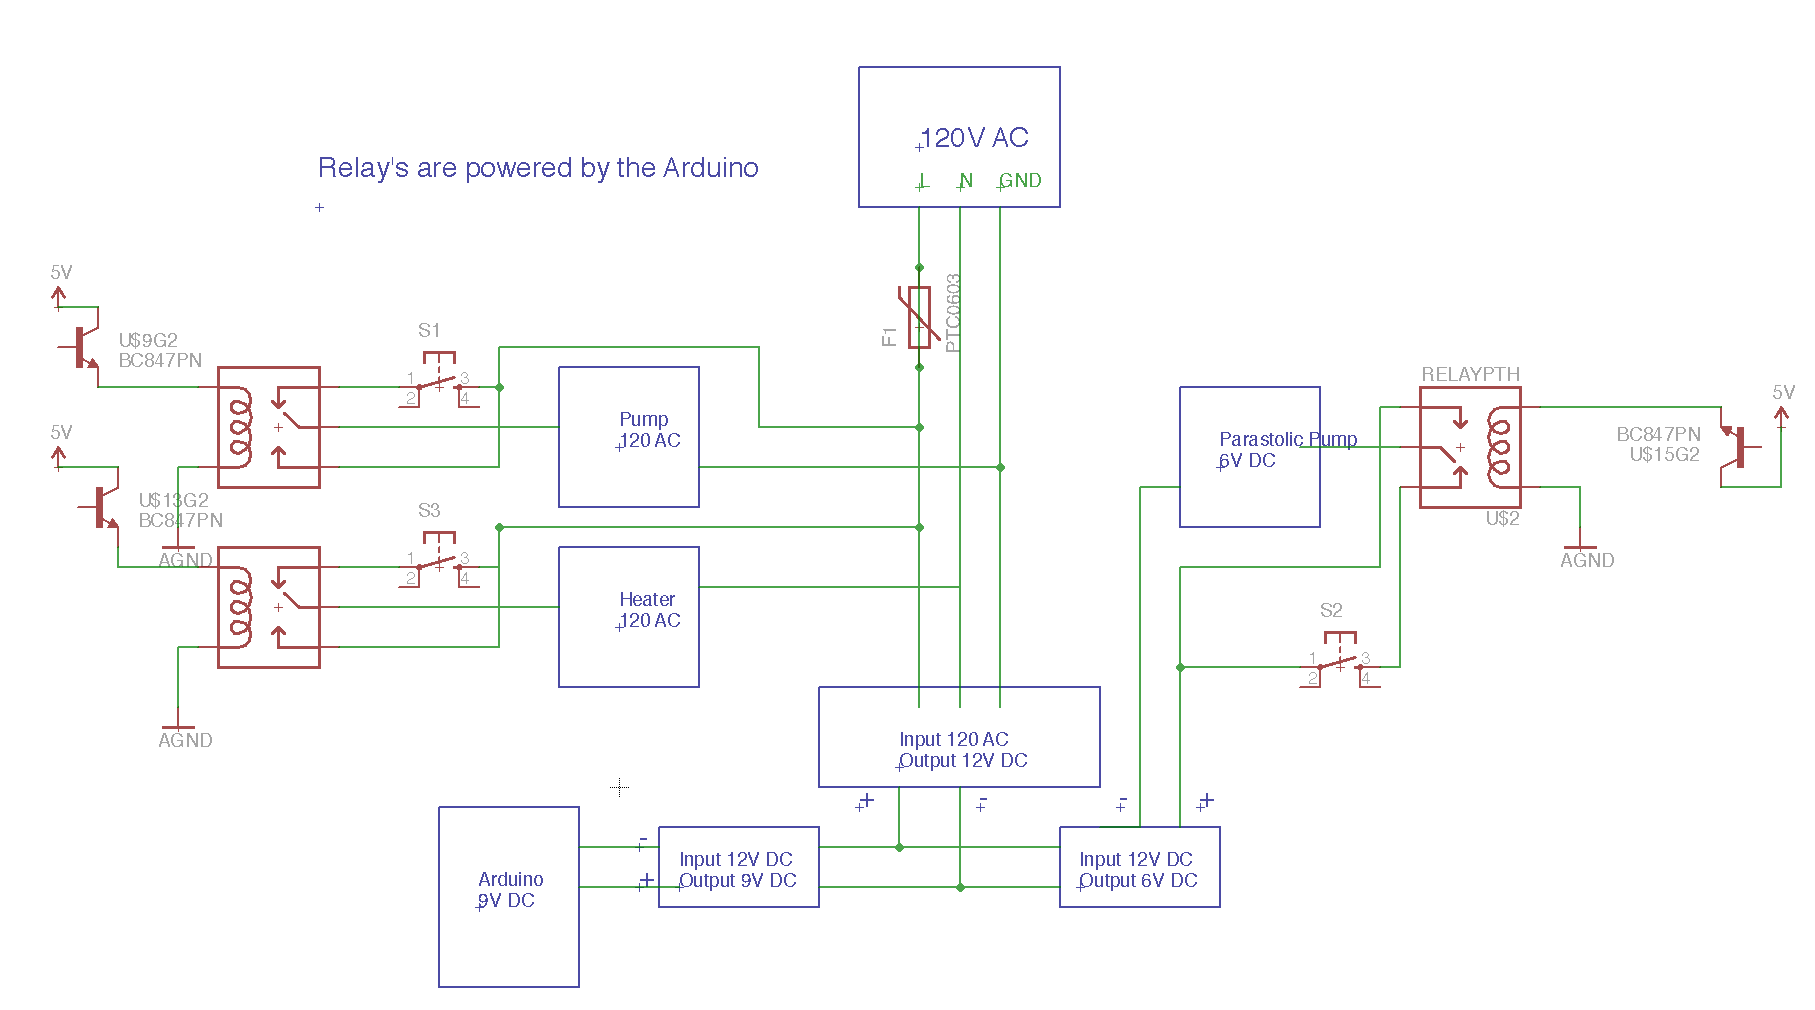 120V AC
L N GND
Relay's are powered by the Arduino
5V
U$9G2
BC847PN
S1
1 3
2 4
F1
PTC0603
Pump
120 AC
5V
U$13G2
BC847PN
AGND
S3
1 3
2 4
Heater
120 AC
AGND
Parastolic Pump
6V DC
RELAYPTH
U$2
5V
BC847PN
U$15G2
AGND
S2
1 3
2 4
Input 120 AC
Output 12V DC
+ - - +
Arduino
9V DC
-
+
Input 12V DC
Output 9V DC
Input 12V DC
Output 6V DC